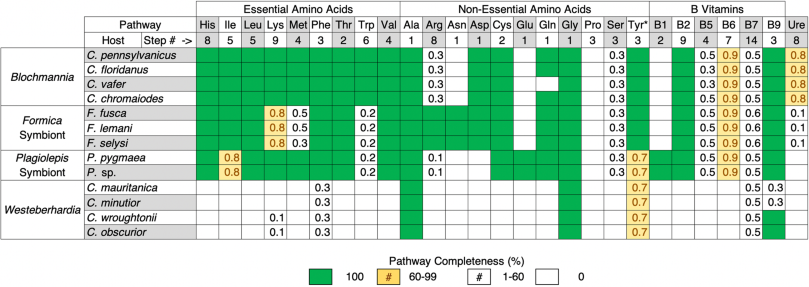 Essential Amino Acids Non-Essential Amino Acids B Vitamins
Pathway His Ile Leu Lys Met Phe Thr Trp Val Ala Arg Asn Asp Cys Glu Gln Gly Pro Ser Tyr* B1 B2 B5 B6 B7 B9 Ure
Host Step # -> 8 5 5 9 4 3 2 6 4 1 8 1 1 2 1 1 1 3 3 3 2 9 4 7 14 3 8
Blochmannia
C. pennsylvanicus 0.3 0.3 0.5 0.9 0.5 0.8
C. floridanus 0.3 0.3 0.5 0.9 0.5 0.8
C. vafer 0.3 0.3 0.5 0.9 0.5 0.8
C. chromaiodes 0.3 0.3 0.5 0.9 0.5 0.8
Formica
Symbiont
F. fusca 0.8 0.5 0.2 0.3 0.5 0.9 0.6 0.1
F. lemani 0.8 0.5 0.2 0.3 0.5 0.9 0.6 0.1
F. selysi 0.8 0.3 0.2 0.3 0.5 0.9 0.6 0.1
Plagiolepis
Symbiont
P. pygmaea 0.8 0.2 0.1 0.3 0.7 0.5 0.9 0.5
P. sp. 0.8 0.2 0.1 0.3 0.7 0.5 0.9 0.5
Westeberhardia
C. mauritanica 0.3 0.7 0.5 0.3
C. minutior 0.3 0.7 0.5 0.3
C. wroughtonii 0.1 0.3 0.7 0.5
C. obscurior 0.1 0.3 0.7 0.5
Pathway Completeness (%)
100 # 60-99 # 1-60 0